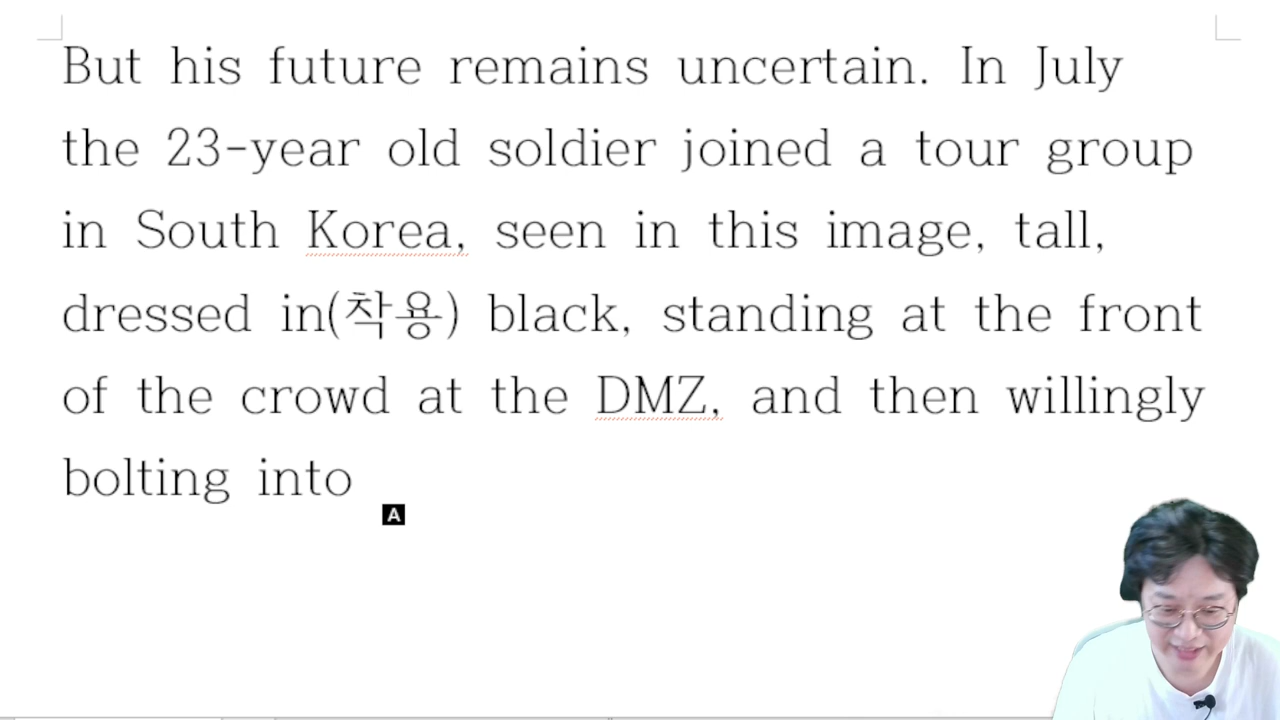 But his future remains uncertain. In July
the 23-year old soldier joined a tour group
in South Korea, seen in this image, tall,
dressed in(착용) black, standing at the front
of the crowd at the DMZ, and then willingly
bolting into
A